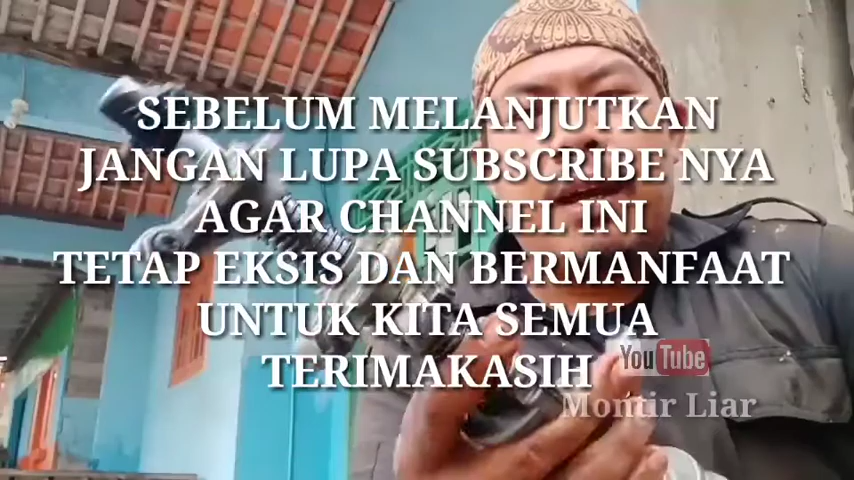 SEBELUM MELANJUTKAN
JANGAN LUPA SUBSCRIBE NYA
AGAR CHANNEL INI
TETAP EKSIS DAN BERMANFAAT
UNTUK KITA SEMUA
TERIMAKASIH
YouTube
Montir Liar